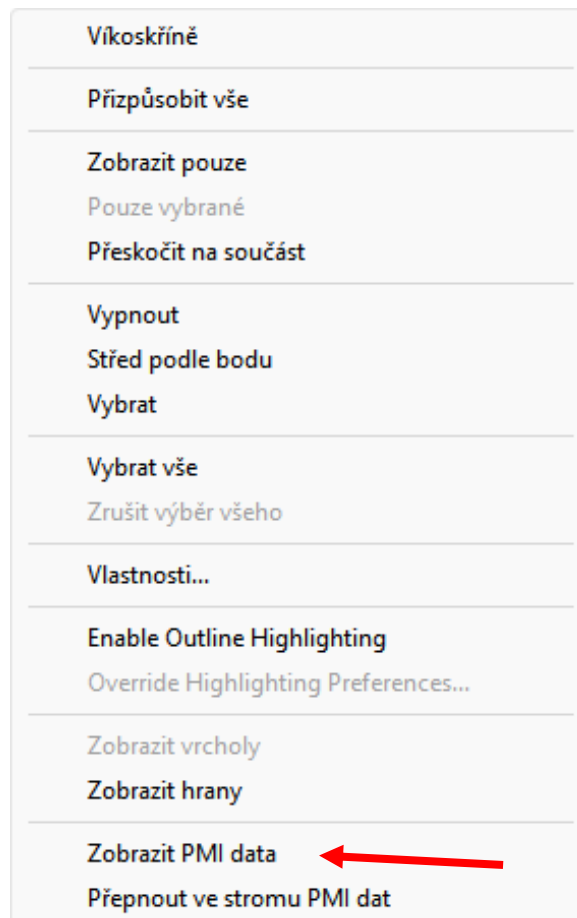 Víkoskříně
Přizpůsobit vše
Zobrazit pouze
Pouze vybrané
Přeskočit na součást
Vypnout
Střed podle bodu
Vybrat
Vybrat vše
Zrušit výběr všeho
Vlastnosti...
Enable Outline Highlighting
Override Highlighting Preferences...
Zobrazit vrcholy
Zobrazit hrany
Zobrazit PMI data
Přepnout ve stromu PMI dat